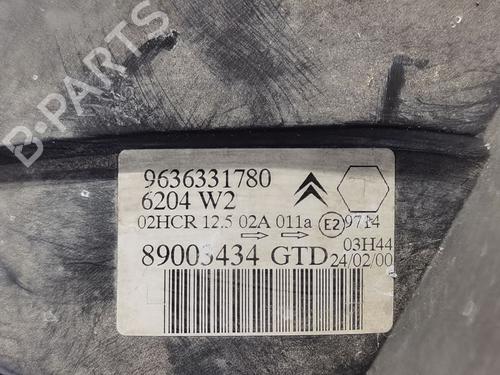 B-PARTS
9636331780
6204 W2
02HCR 12.5 02A 011a E2 9714
03H44
89003434 GTD 24/02/00